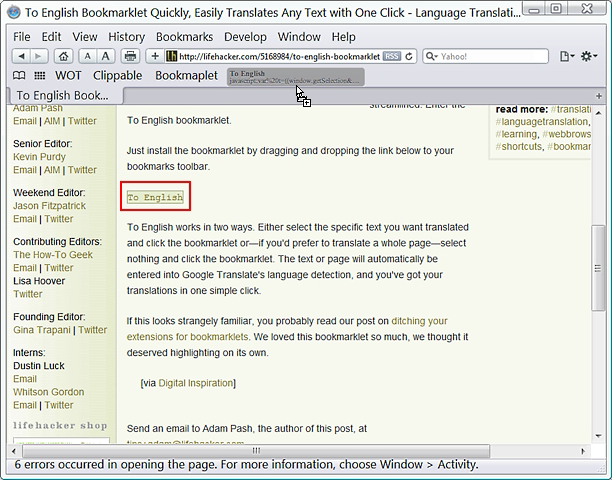 To English Bookmarklet Quickly, Easily Translates Any Text with One Click - Language Translati...
File Edit View History Bookmarks Develop Window Help
http://lifehacker.com/5168984/to-english-bookmarklet RSS Yahoo!
WOT Clippable Bookmaplet To English
To English Book...
Adam Pash
Email | AIM | Twitter
Senior Editor:
Kevin Purdy
Email | AIM | Twitter
Weekend Editor:
Jason Fitzpatrick
Email | Twitter
Contributing Editors:
The How-To Geek
Email | Twitter
Lisa Hoover
Twitter
Founding Editor:
Gina Trapani | Twitter
Interns:
Dustin Luck
Email
Whitson Gordon
Email | Twitter
lifehacker shop
streamlined: Enter the
To English bookmarklet.
Just install the bookmarklet by dragging and dropping the link below to your
bookmarks toolbar.
To English
To English works in two ways. Either select the specific text you want translated
and click the bookmarklet or—if you'd prefer to translate a whole page—select
nothing and click the bookmarklet. The text or page will automatically be
entered into Google Translate's language detection, and you've got your
translations in one simple click.
If this looks strangely familiar, you probably read our post on ditching your
extensions for bookmarklets. We loved this bookmarklet so much, we thought it
deserved highlighting on its own.
[via Digital Inspiration]
Send an email to Adam Pash, the author of this post, at
read more: #translati
#languagetranslation,
#learning, #webbrows
#shortcuts, #bookmar
6 errors occurred in opening the page. For more information, choose Window > Activity.